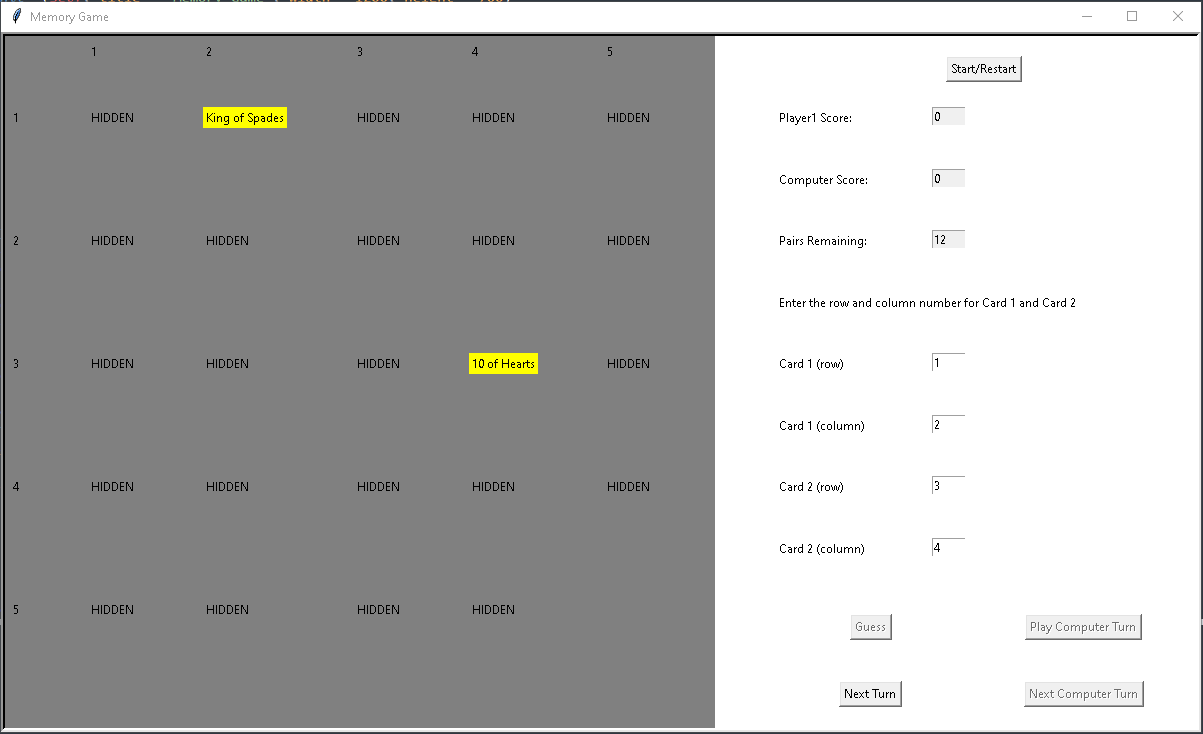 Memory Game
1 2 3 4 5
Start/Restart
1 HIDDEN King of Spades HIDDEN HIDDEN HIDDEN
Player1 Score: 0
Computer Score: 0
2 HIDDEN HIDDEN HIDDEN HIDDEN HIDDEN
Pairs Remaining: 12
Enter the row and column number for Card 1 and Card 2
3 HIDDEN HIDDEN HIDDEN 10 of Hearts HIDDEN
Card 1 (row) 1
Card 1 (column) 2
4 HIDDEN HIDDEN HIDDEN HIDDEN HIDDEN
Card 2 (row) 3
Card 2 (column) 4
5 HIDDEN HIDDEN HIDDEN HIDDEN
Guess Play Computer Turn
Next Turn Next Computer Turn